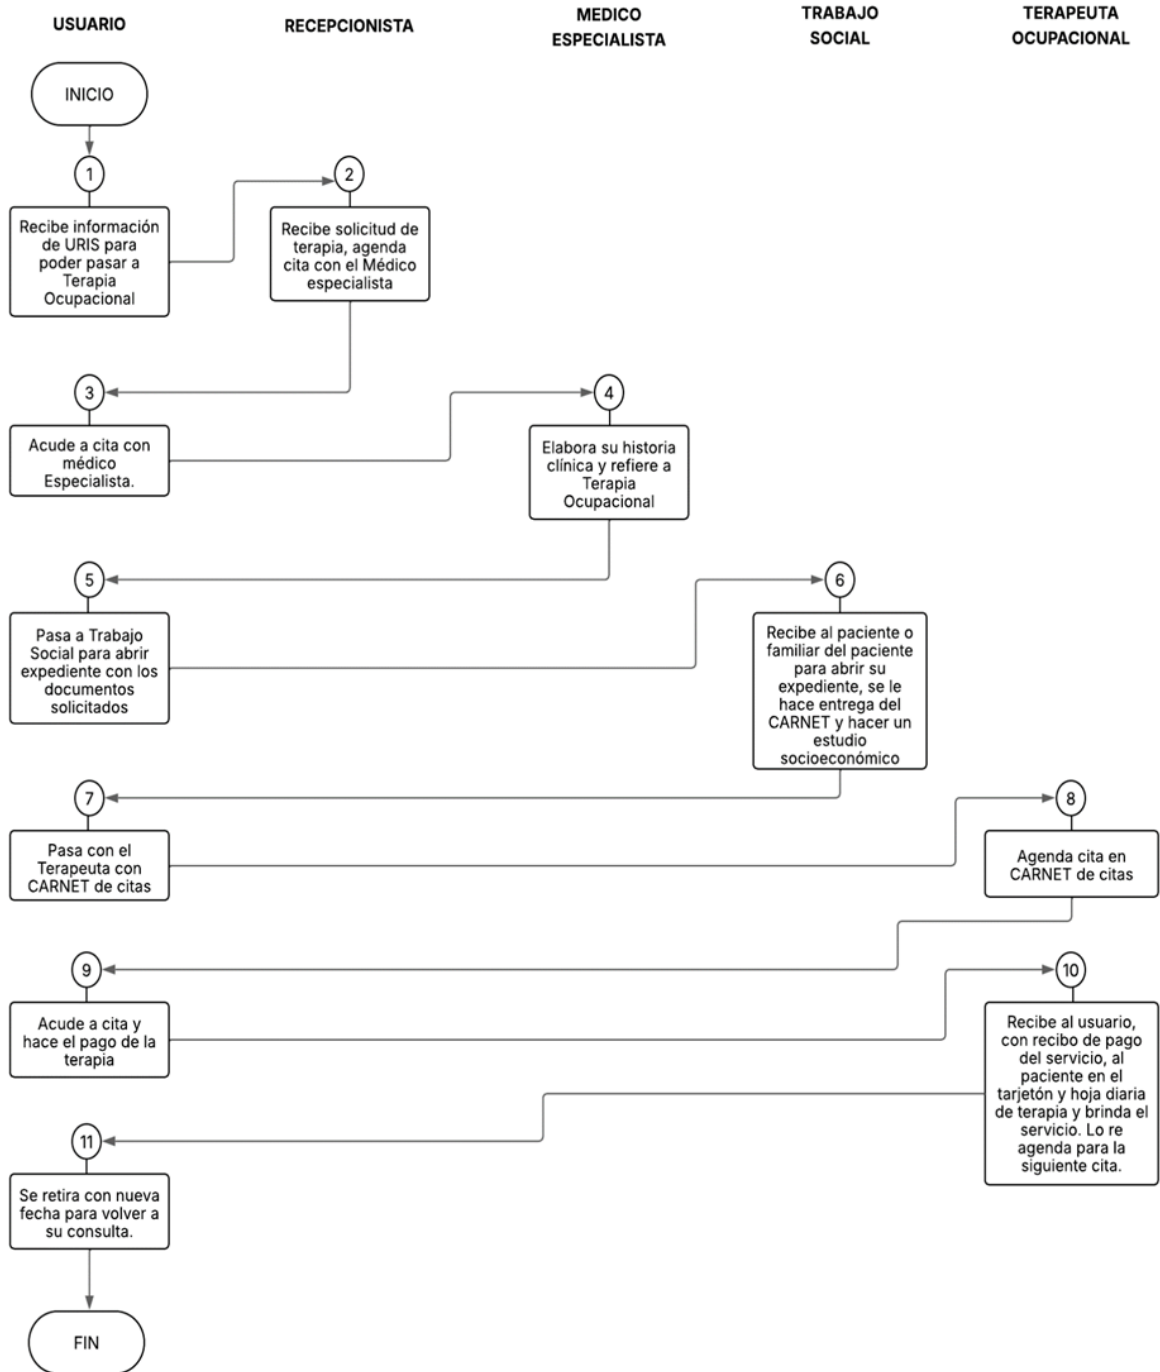 USUARIO
RECEPCIONISTA
MEDICO
ESPECIALISTA
TRABAJO
SOCIAL
TERAPEUTA
OCUPACIONAL
INICIO
1
Recibe información
de URIS para
poder pasar a
Terapia
Ocupacional
2
Recibe solicitud de
terapia, agenda
cita con el Médico
especialista
3
Acude a cita con
médico
Especialista.
4
Elabora su historia
clínica y refiere a
Terapia
Ocupacional
5
Pasa a Trabajo
Social para abrir
expediente con los
documentos
solicitados
6
Recibe al paciente o
familiar del paciente
para abrir su
expediente, se le
hace entrega del
CARNET y hacer un
estudio
socioeconómico
7
Pasa con el
Terapeuta con
CARNET de citas
8
Agenda cita en
CARNET de citas
9
Acude a cita y
hace el pago de la
terapia
10
Recibe al usuario,
con recibo de pago
del servicio, al
paciente en el
tarjetón y hoja diaria
de terapia y brinda el
servicio. Lo re
agenda para la
siguiente cita.
11
Se retira con nueva
fecha para volver a
su consulta.
FIN